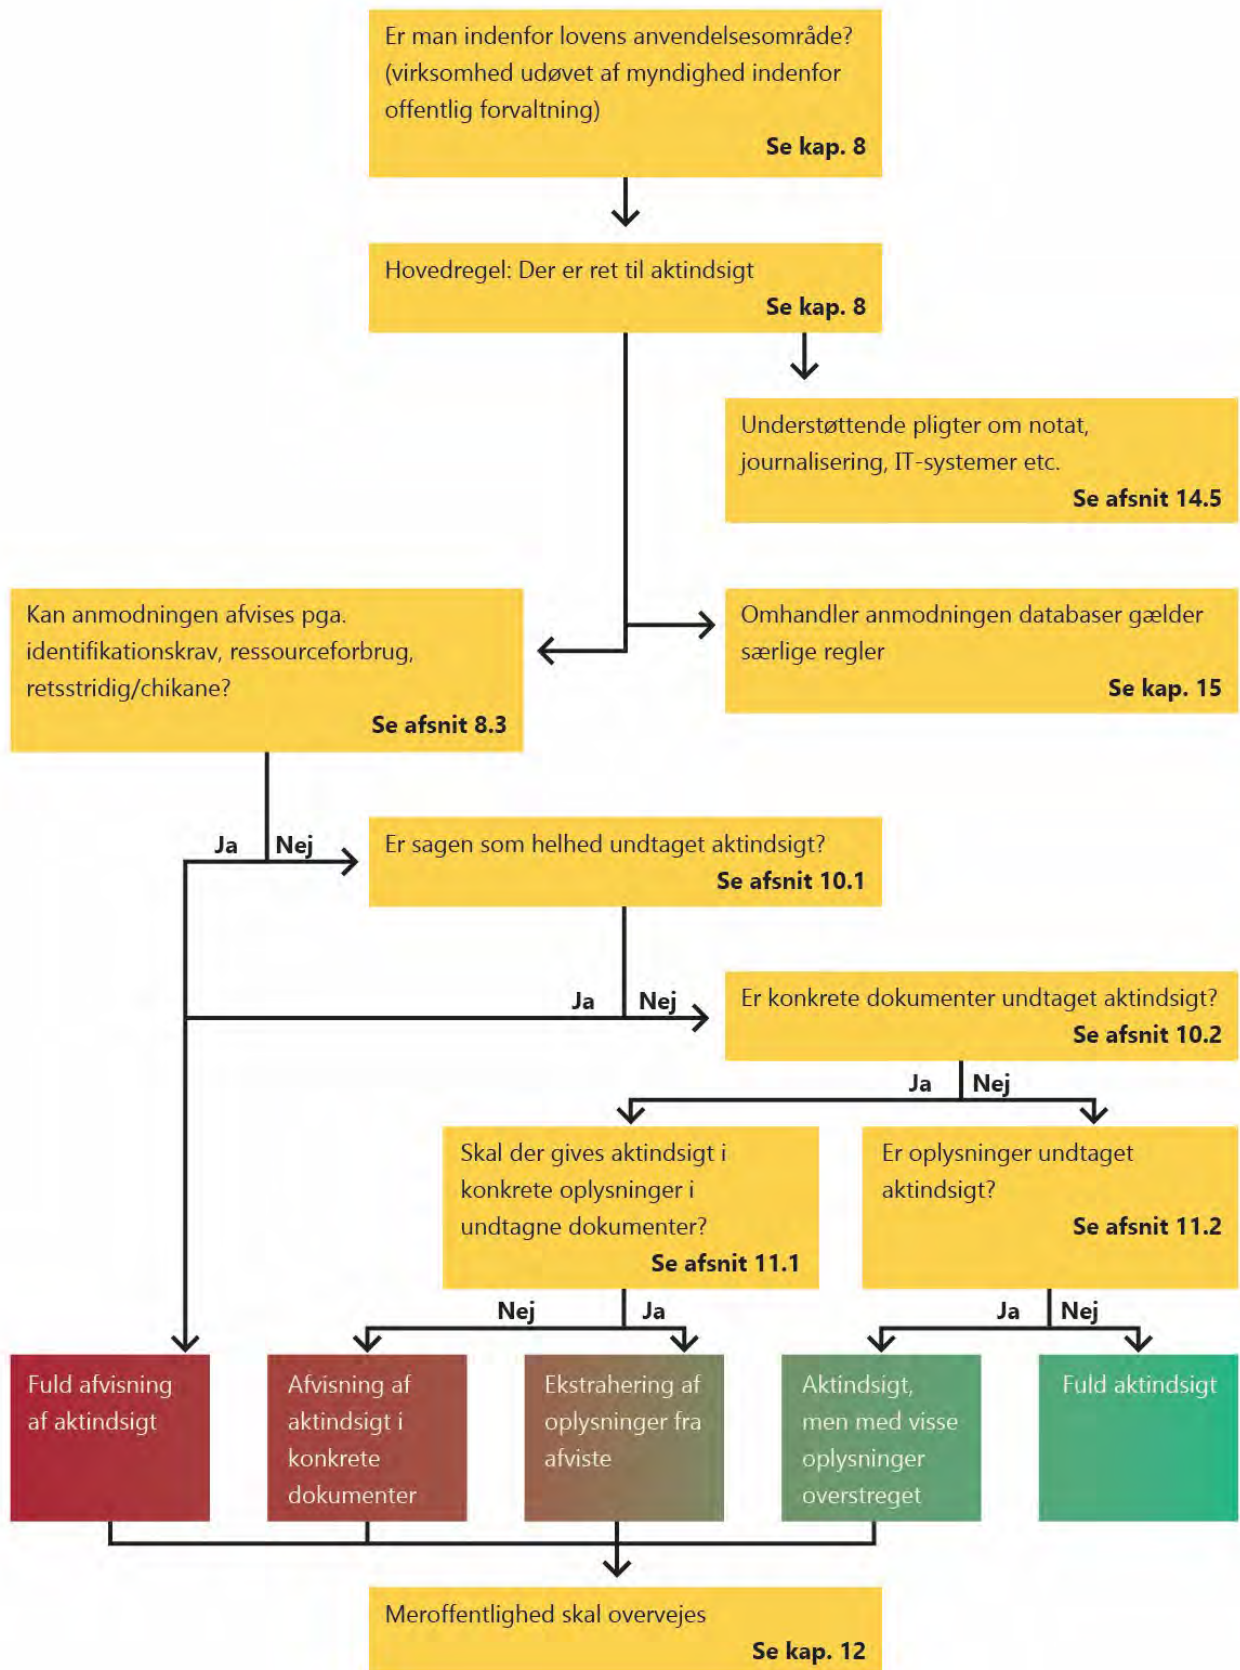 Er man indenfor lovens anvendelsesområde?
(virksomhed udøvet af myndighed indenfor
offentlig forvaltning)
Se kap. 8
Hovedregel: Der er ret til aktindsigt
Se kap. 8
Understøttende pligter om notat,
journalisering, IT-systemer etc.
Se afsnit 14.5
Kan anmodningen afvises pga.
identifikationskrav, ressourceforbrug,
retsstridig/chikane?
Se afsnit 8.3
Omhandler anmodningen databaser gælder
særlige regler
Se kap. 15
Ja Nej
Er sagen som helhed undtaget aktindsigt?
Se afsnit 10.1
Ja Nej
Er konkrete dokumenter undtaget aktindsigt?
Se afsnit 10.2
Ja Nej
Skal der gives aktindsigt i
konkrete oplysninger i
undtagne dokumenter?
Se afsnit 11.1
Er oplysninger undtaget
aktindsigt?
Se afsnit 11.2
Nej Ja
Ja Nej
Fuld afvisning
af aktindsigt
Afvisning af
aktindsigt i
konkrete
dokumenter
Ekstrahering af
oplysninger fra
afviste
Aktindsigt,
men med visse
oplysninger
overstreget
Fuld aktindsigt
Meroffentlighed skal overvejes
Se kap. 12